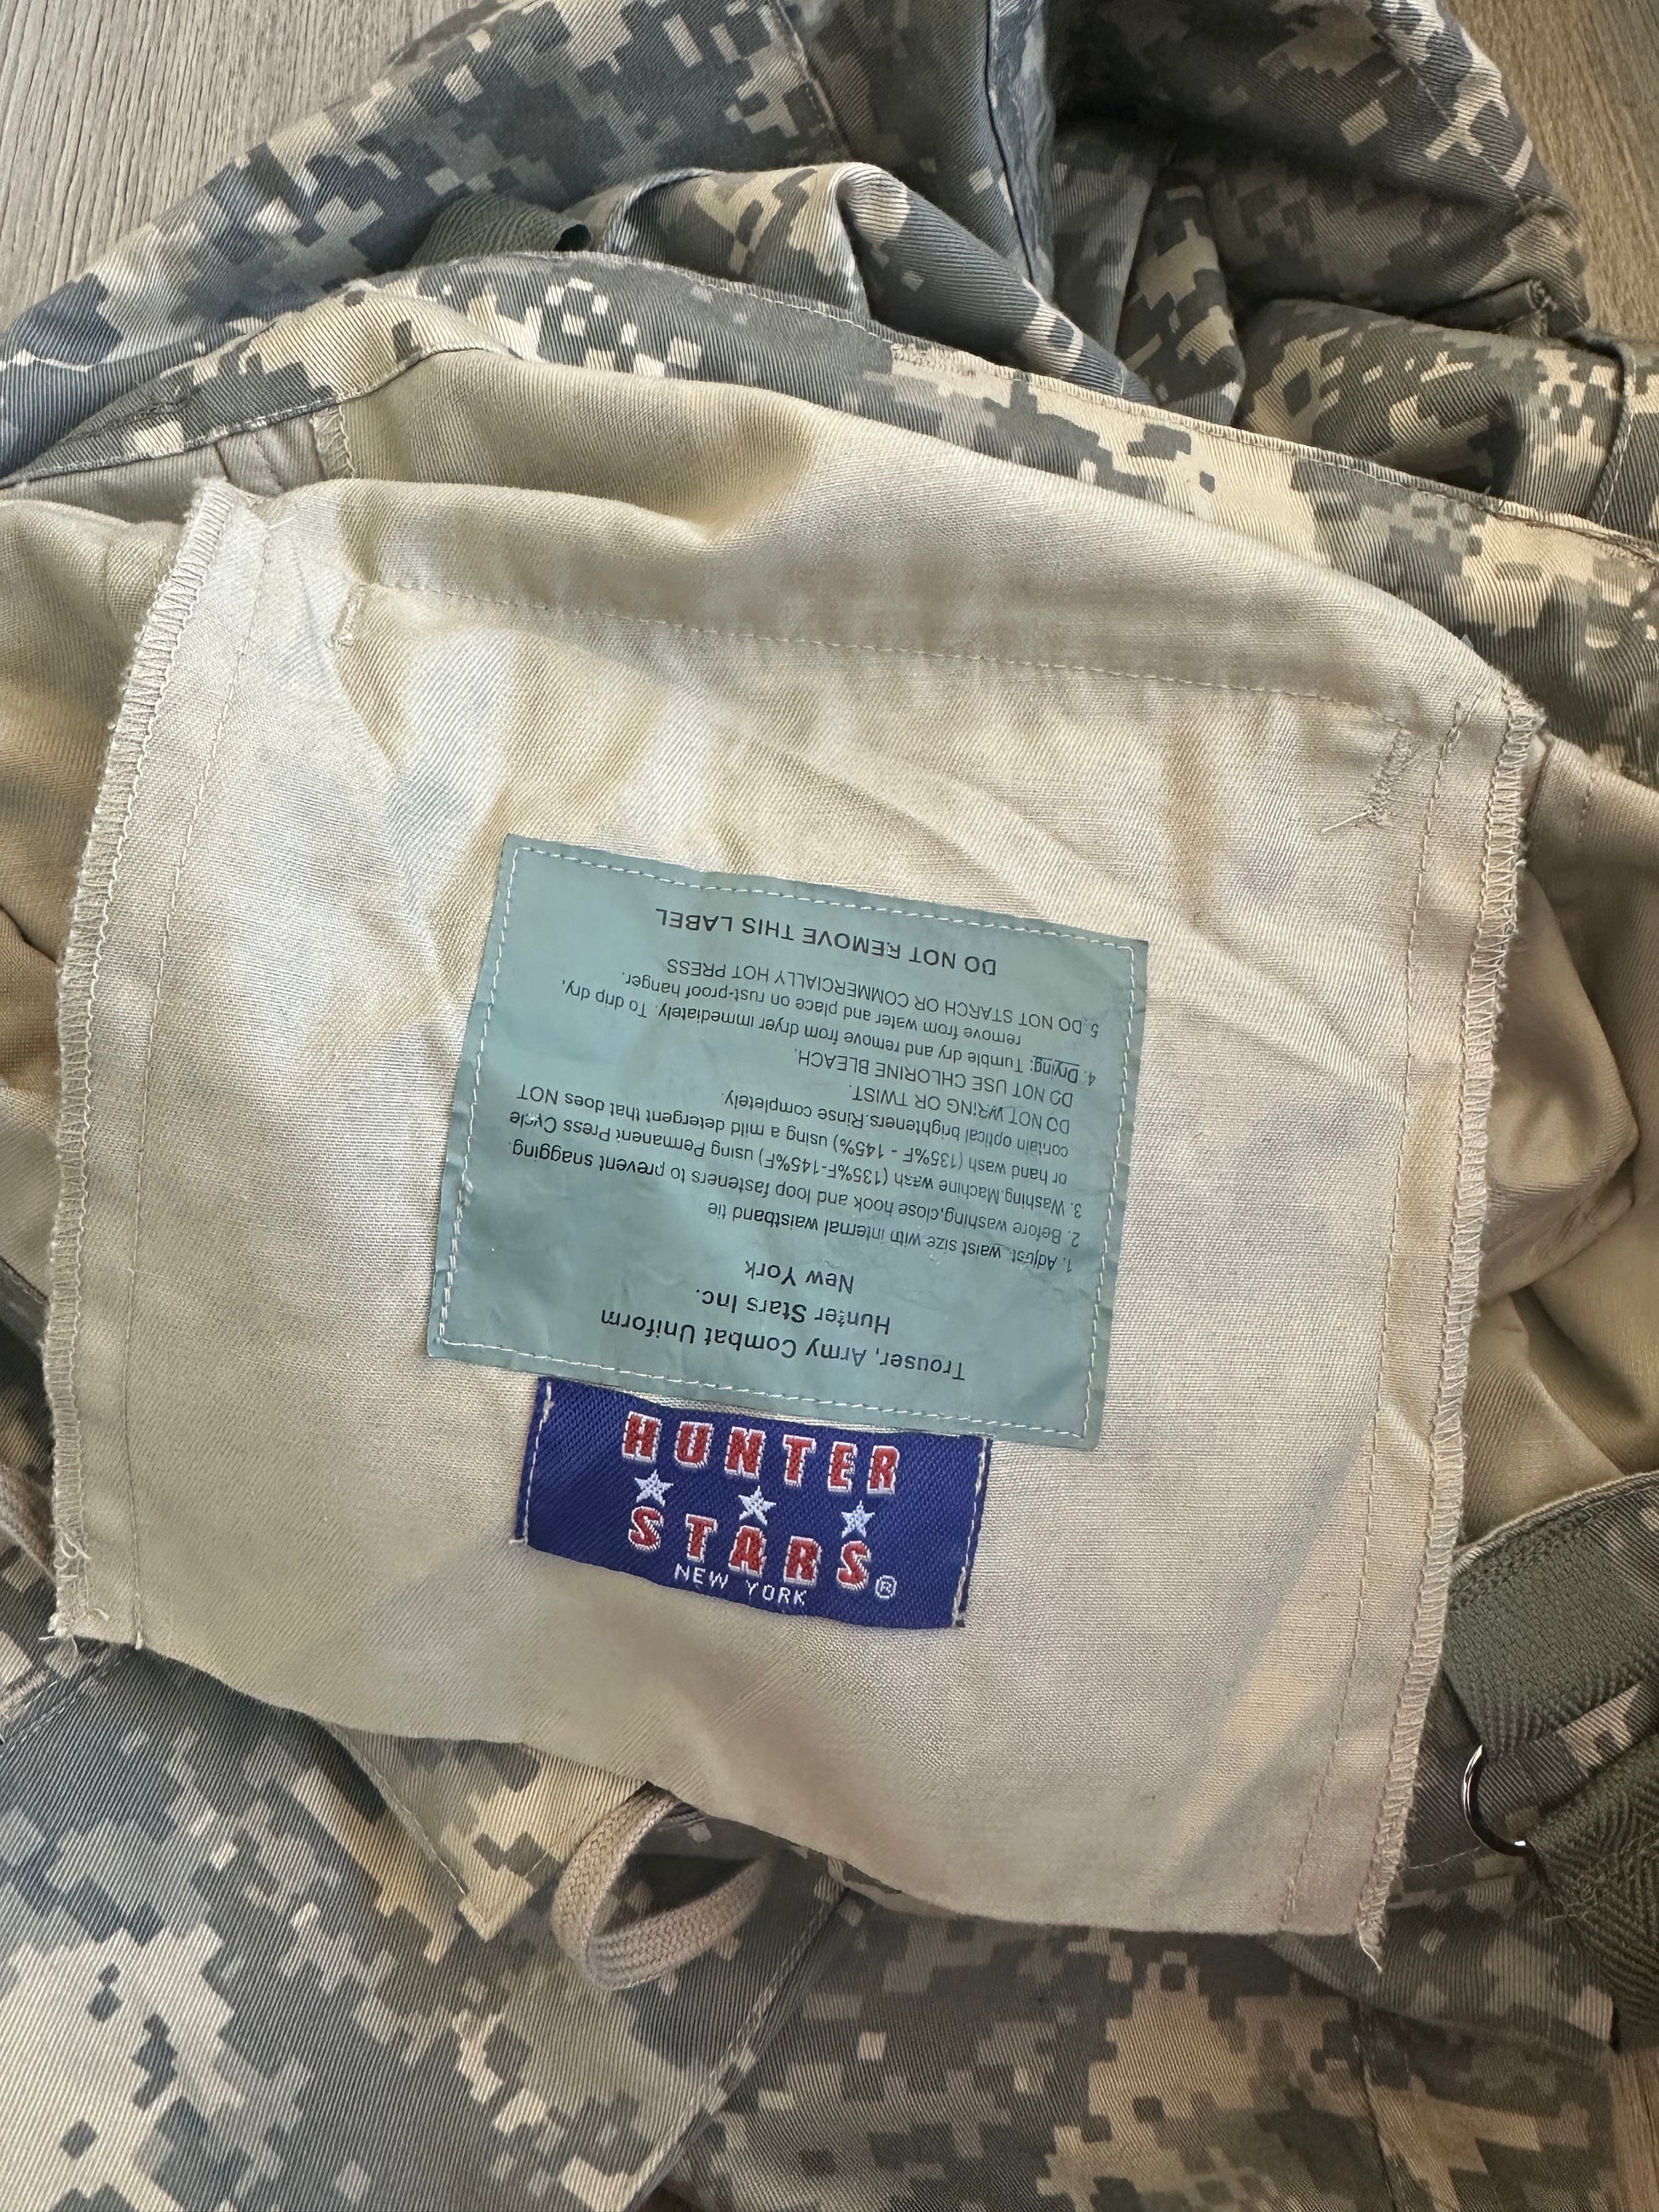 Trouser, Army Combat Uniform
Hunter Stars Inc.
New York
1. Adjust waist size with internal waistband tie
2. Before washing,close hook and loop fasteners to prevent snagging.
3. Washing.Machine wash (135%F-145%F) using Permanent Press Cycle
or hand wash (135%F - 145%) using a mild detergent that does NOT
contain optical brighteners.Rinse completely.
DO NOT WRING OR TWIST.
DO NOT USE CHLORINE BLEACH.
4. Drying: Tumble dry and remove from dryer immediately. To drip dry,
remove from water and place on rust-proof hanger.
5. DO NOT STARCH OR COMMERCIALLY HOT PRESS
DO NOT REMOVE THIS LABEL
HUNTER
STARS®
NEW YORK